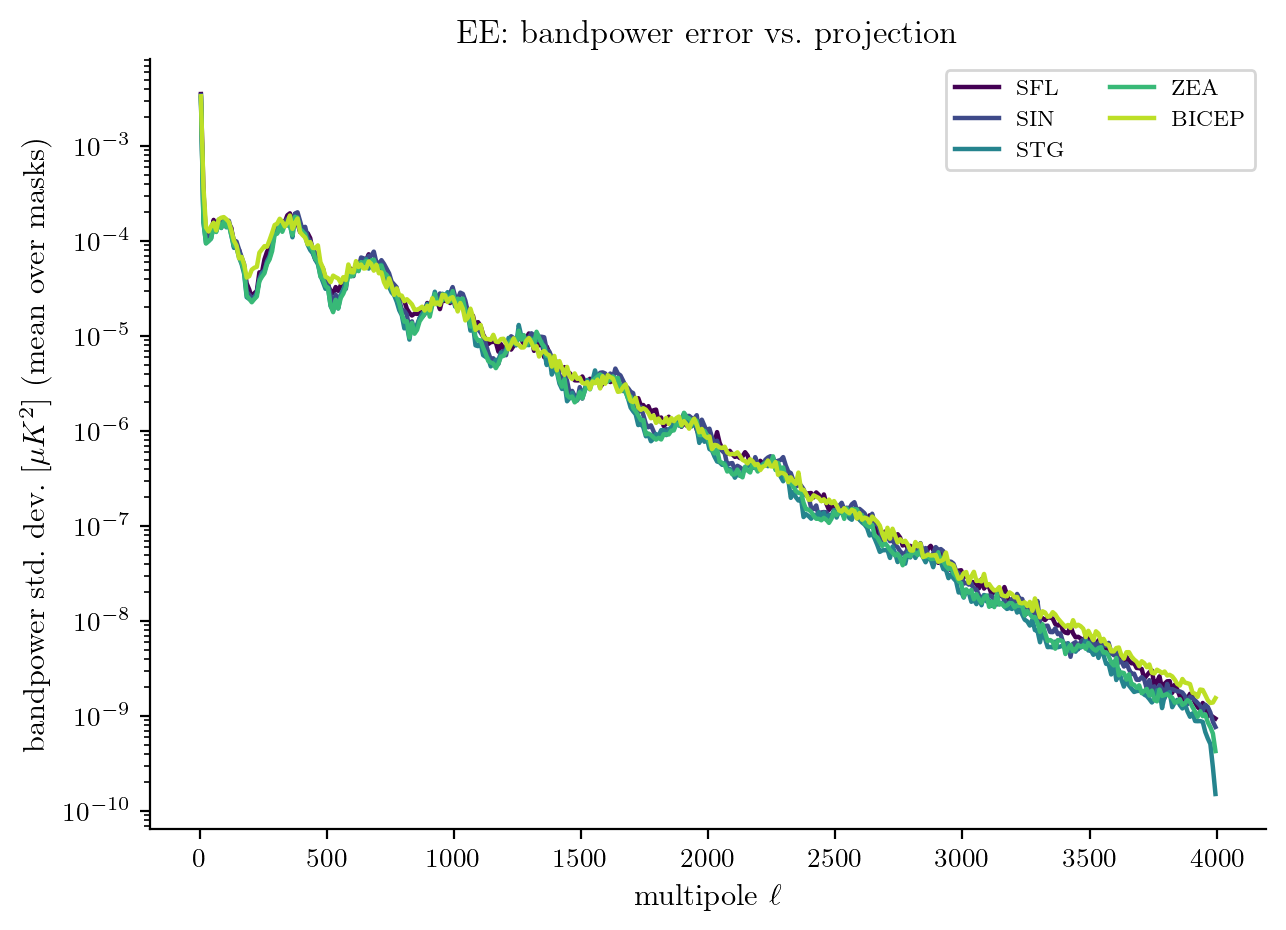 EE: bandpower error vs. projection
SFL
SIN
STG
ZEA
BICEP
bandpower std. dev. [μK²] (mean over masks)
10⁻³
10⁻⁴
10⁻⁵
10⁻⁶
10⁻⁷
10⁻⁸
10⁻⁹
10⁻¹⁰
0 500 1000 1500 2000 2500 3000 3500 4000
multipole ℓ